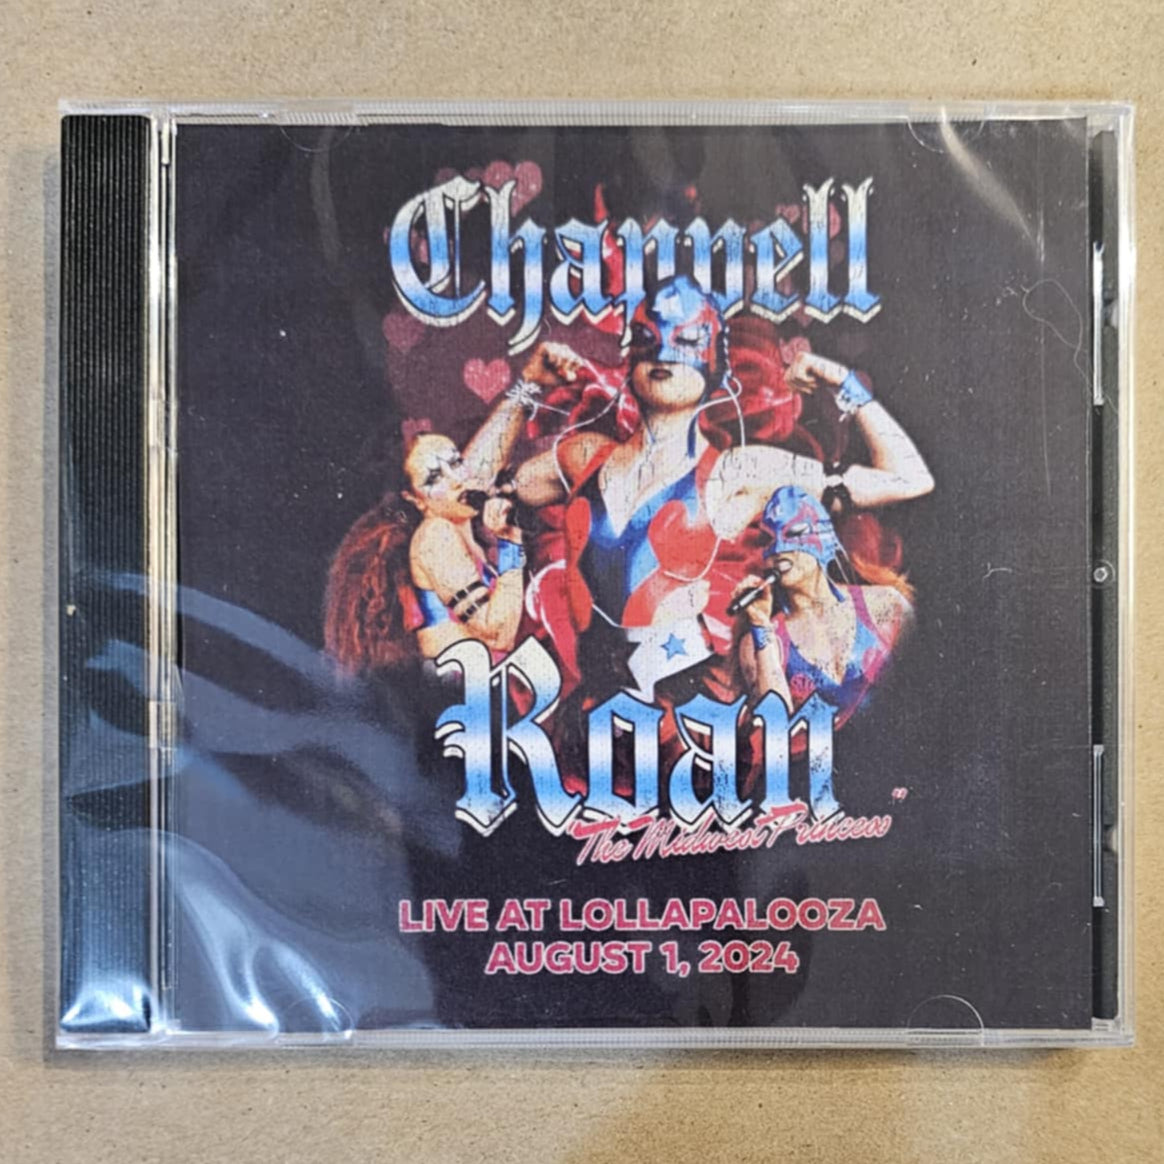 Chappell
Roan
"The Midwest Princess"
LIVE AT LOLLAPALOOZA
AUGUST 1, 2024